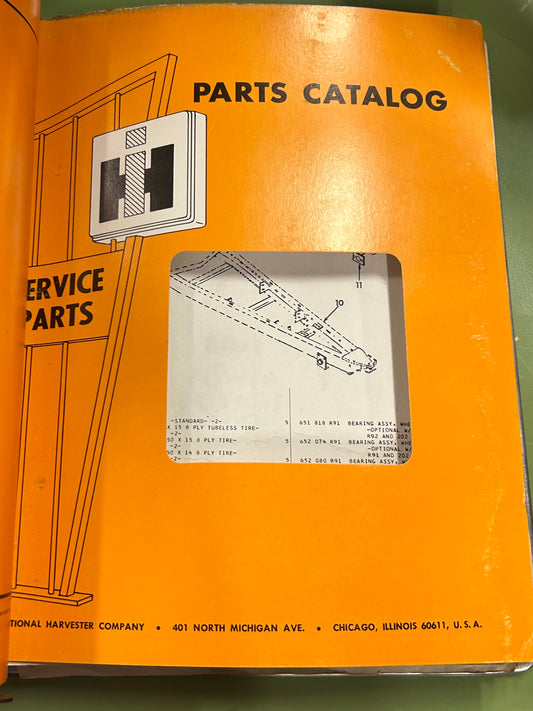 PARTS CATALOG
IH
ERVICE
PARTS
11
10
-STANDARD- -2-
X 15 8 PLY TUBELESS TIRE-
-2-
50 X 15 8 PLY TIRE-
-2-
50 X 14 8 PLY TIRE-
-2-
5 651 818 R91 BEARING ASSY, WHE
-OPTIONAL W/
R92 AND 202
5 652 074 R91 BEARING ASSY, WHE
-OPTIONAL W/
R91 AND 202
5 652 080 R91 BEARING ASSY, WHE
TIONAL HARVESTER COMPANY • 401 NORTH MICHIGAN AVE. • CHICAGO, ILLINOIS 60611, U. S. A.